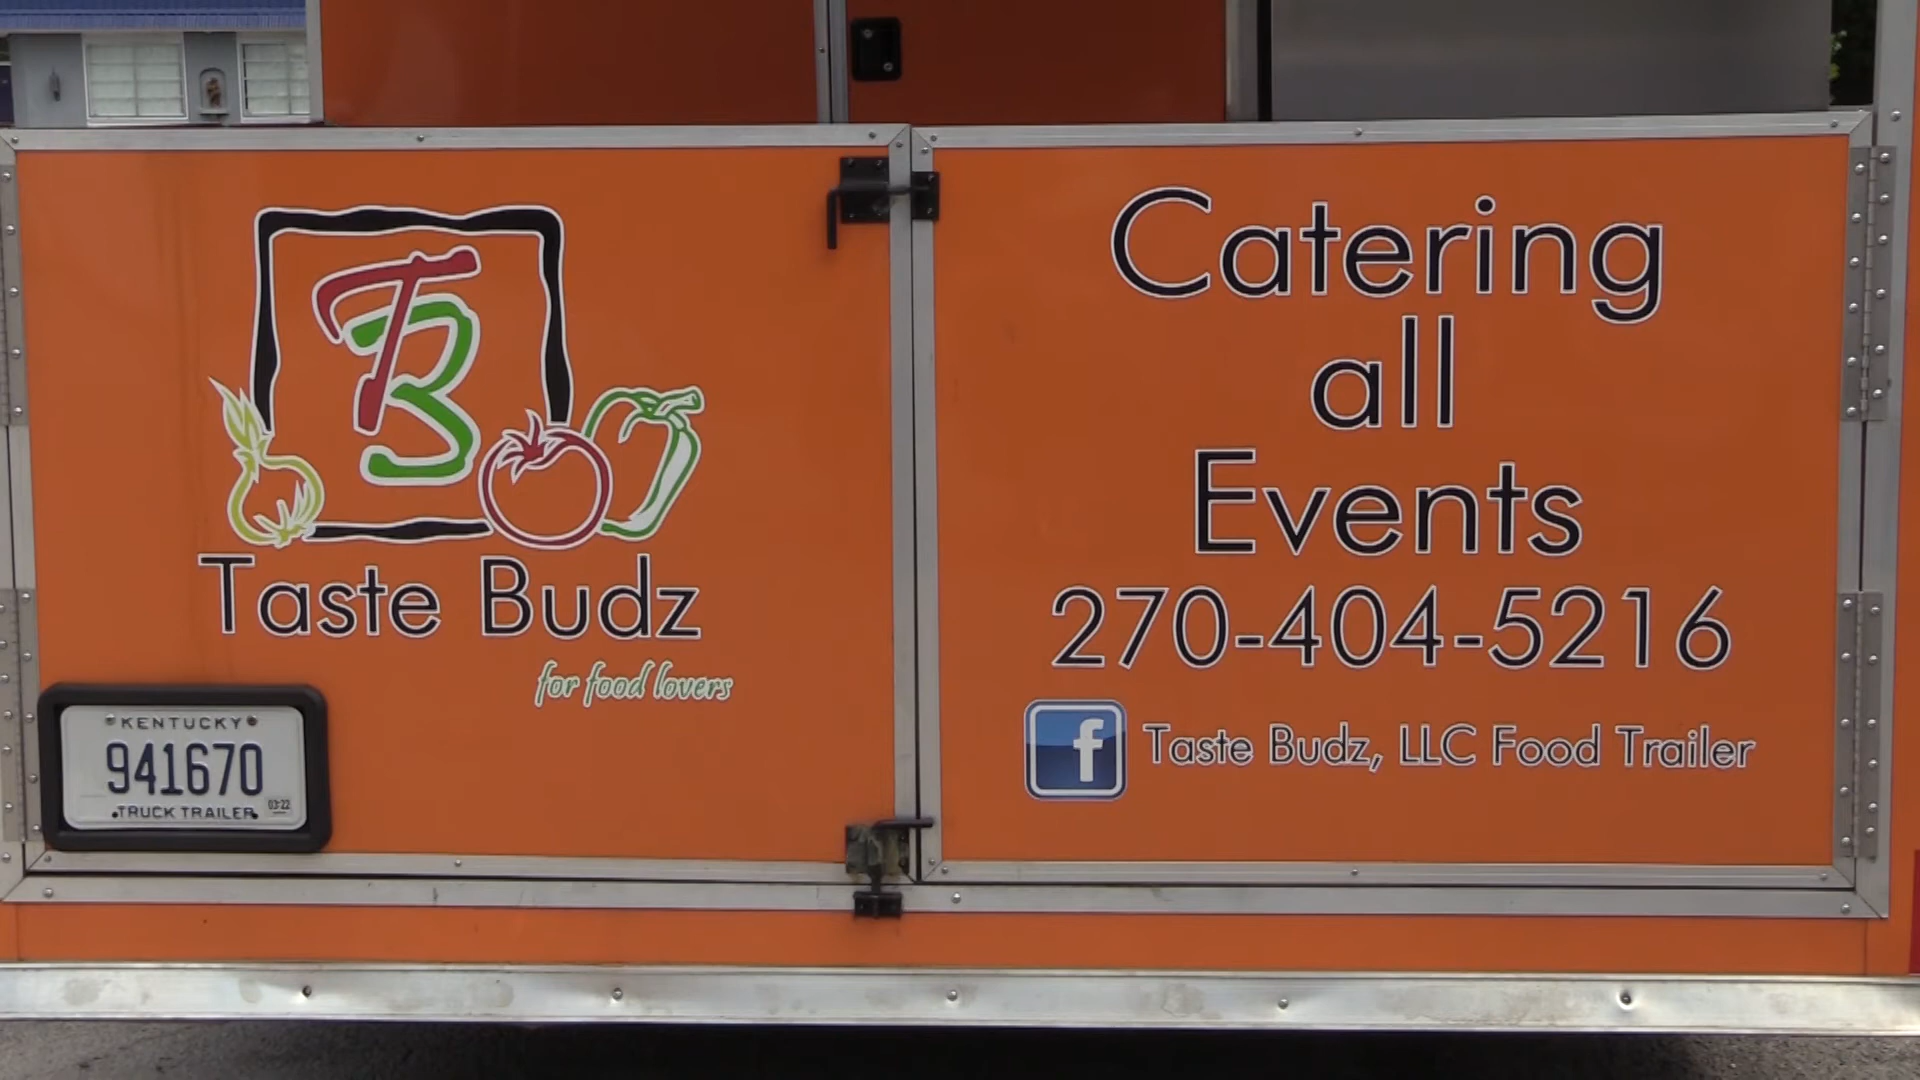 TB
Taste Budz
for food lovers
KENTUCKY
941670
TRUCK TRAILER
03-22
Catering
all
Events
270-404-5216
f Taste Budz, LLC Food Trailer